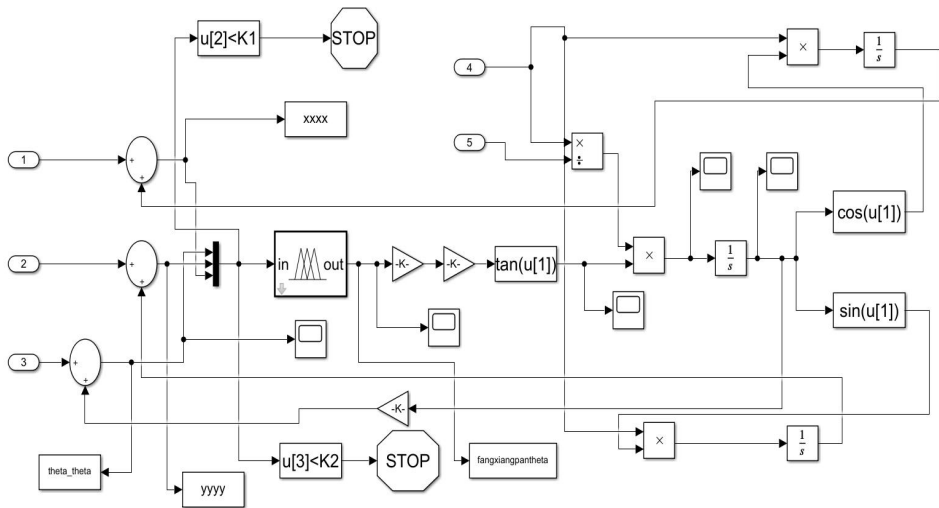 u[2]<K1
STOP
xxxx
1
+
+
4
5
×
÷
×
1
s
2
+
+
in out
-K-
-K-
tan(u[1])
×
1
s
cos(u[1])
sin(u[1])
3
+
+
-K-
×
1
s
theta_theta
yyyy
u[3]<K2
STOP
fangxiangpantheta